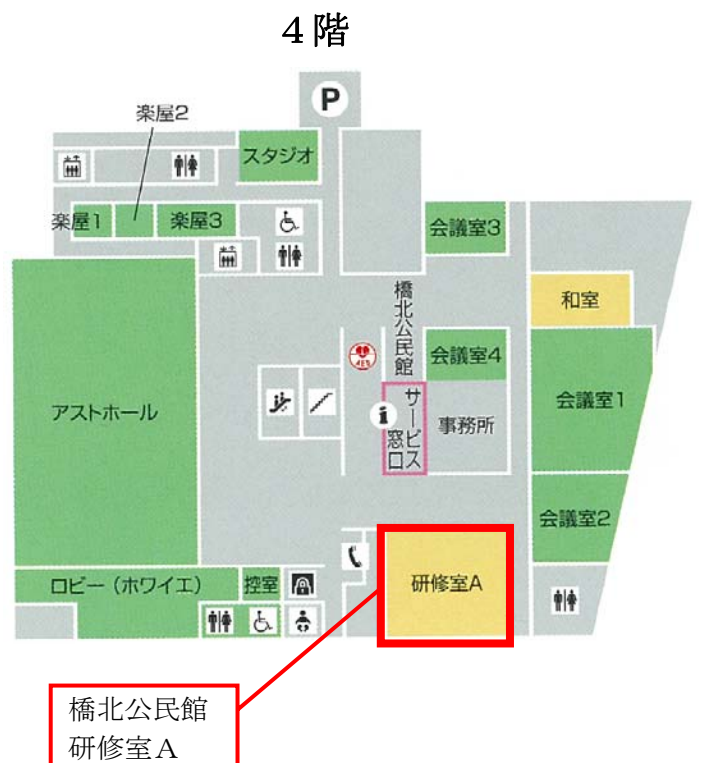 ４階
P
楽屋2
スタジオ
楽屋1
楽屋3
会議室3
和室
橋北公民館
会議室4
AED
アストホール
会議室1
i
サービス
窓口
事務所
会議室2
研修室A
ロビー（ホワイエ）
控室
橋北公民館
研修室Ａ